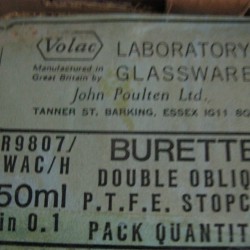 Volac
LABORATORY
Manufactured in
Great Britain by
GLASSWARE
John Poulten Ltd.,
TANNER ST. BARKING, ESSEX IG11
R9807/
WAC/H
BURETTE
DOUBLE OBLIQ
50ml
P.T.F.E. STOPC
in 0.1
PACK QUANTIT